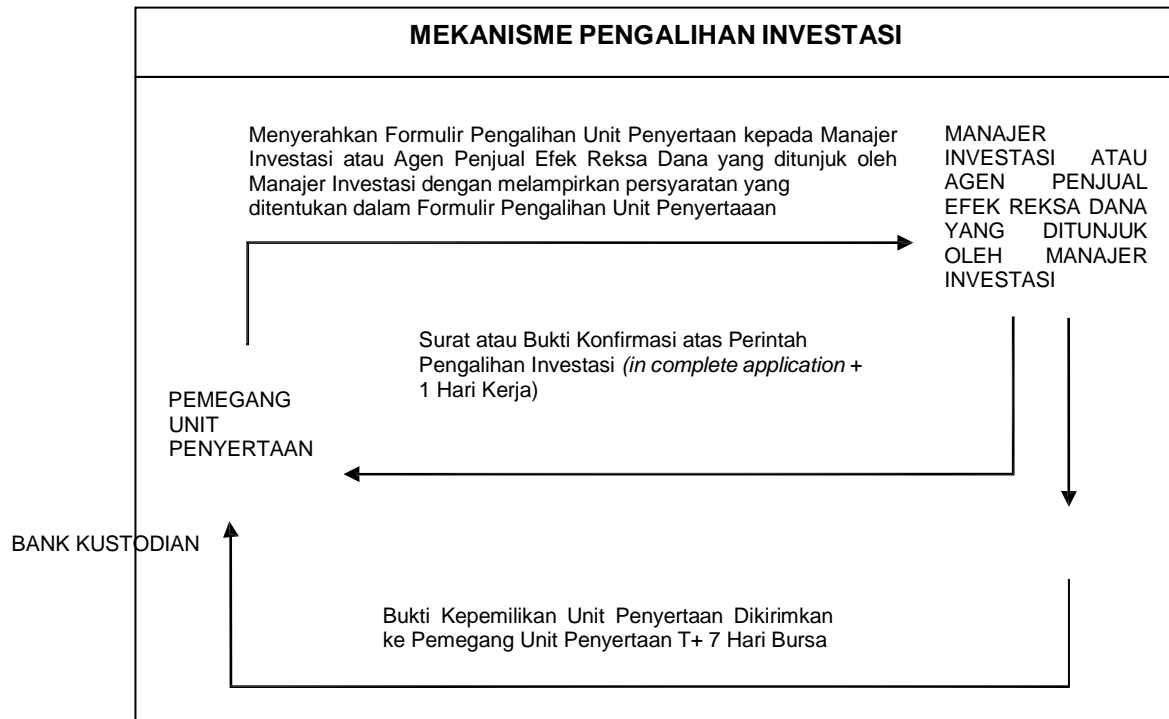 MEKANISME PENGALIHAN INVESTASI
Menyerahkan Formulir Pengalihan Unit Penyertaan kepada Manajer
Investasi atau Agen Penjual Efek Reksa Dana yang ditunjuk oleh
Manajer Investasi dengan melampirkan persyaratan yang
ditentukan dalam Formulir Pengalihan Unit Penyertaaan
MANAJER
INVESTASI ATAU
AGEN PENJUAL
EFEK REKSA DANA
YANG DITUNJUK
OLEH MANAJER
INVESTASI
Surat atau Bukti Konfirmasi atas Perintah
Pengalihan Investasi (in complete application +
1 Hari Kerja)
PEMEGANG
UNIT
PENYERTAAN
BANK KUSTODIAN
Bukti Kepemilikan Unit Penyertaan Dikirimkan
ke Pemegang Unit Penyertaan T+ 7 Hari Bursa